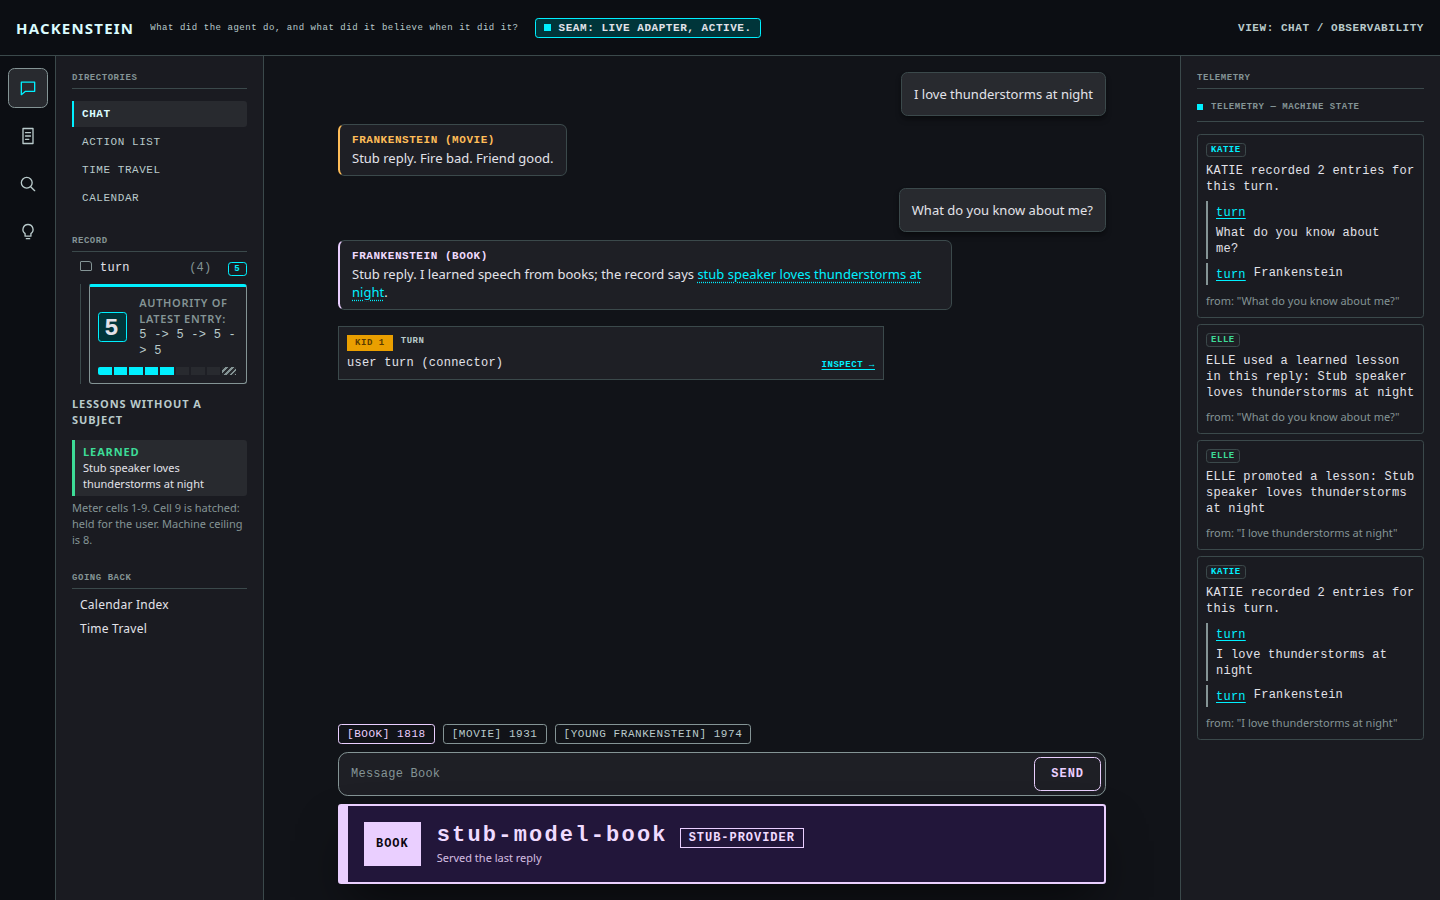 HACKENSTEIN
What did the agent do, and what did it believe when it did it?
SEAM: LIVE ADAPTER, ACTIVE.
VIEW: CHAT / OBSERVABILITY
DIRECTORIES
CHAT
ACTION LIST
TIME TRAVEL
CALENDAR
RECORD
turn (4) 5
5
AUTHORITY OF
LATEST ENTRY:
5 -> 5 -> 5 -
> 5
LESSONS WITHOUT A
SUBJECT
LEARNED
Stub speaker loves
thunderstorms at night
Meter cells 1-9. Cell 9 is hatched:
held for the user. Machine ceiling
is 8.
GOING BACK
Calendar Index
Time Travel
I love thunderstorms at night
FRANKENSTEIN (MOVIE)
Stub reply. Fire bad. Friend good.
What do you know about me?
FRANKENSTEIN (BOOK)
Stub reply. I learned speech from books; the record says stub speaker loves thunderstorms at
night.
KID 1 TURN
user turn (connector)
INSPECT →
[BOOK] 1818
[MOVIE] 1931
[YOUNG FRANKENSTEIN] 1974
Message Book
SEND
BOOK
stub-model-book
STUB-PROVIDER
Served the last reply
TELEMETRY
TELEMETRY — MACHINE STATE
KATIE
KATIE recorded 2 entries for
this turn.
turn
What do you know about
me?
turn Frankenstein
from: "What do you know about me?"
ELLE
ELLE used a learned lesson
in this reply: Stub speaker
loves thunderstorms at night
from: "What do you know about me?"
ELLE
ELLE promoted a lesson: Stub
speaker loves thunderstorms
at night
from: "I love thunderstorms at night"
KATIE
KATIE recorded 2 entries for
this turn.
turn
I love thunderstorms at
night
turn Frankenstein
from: "I love thunderstorms at night"